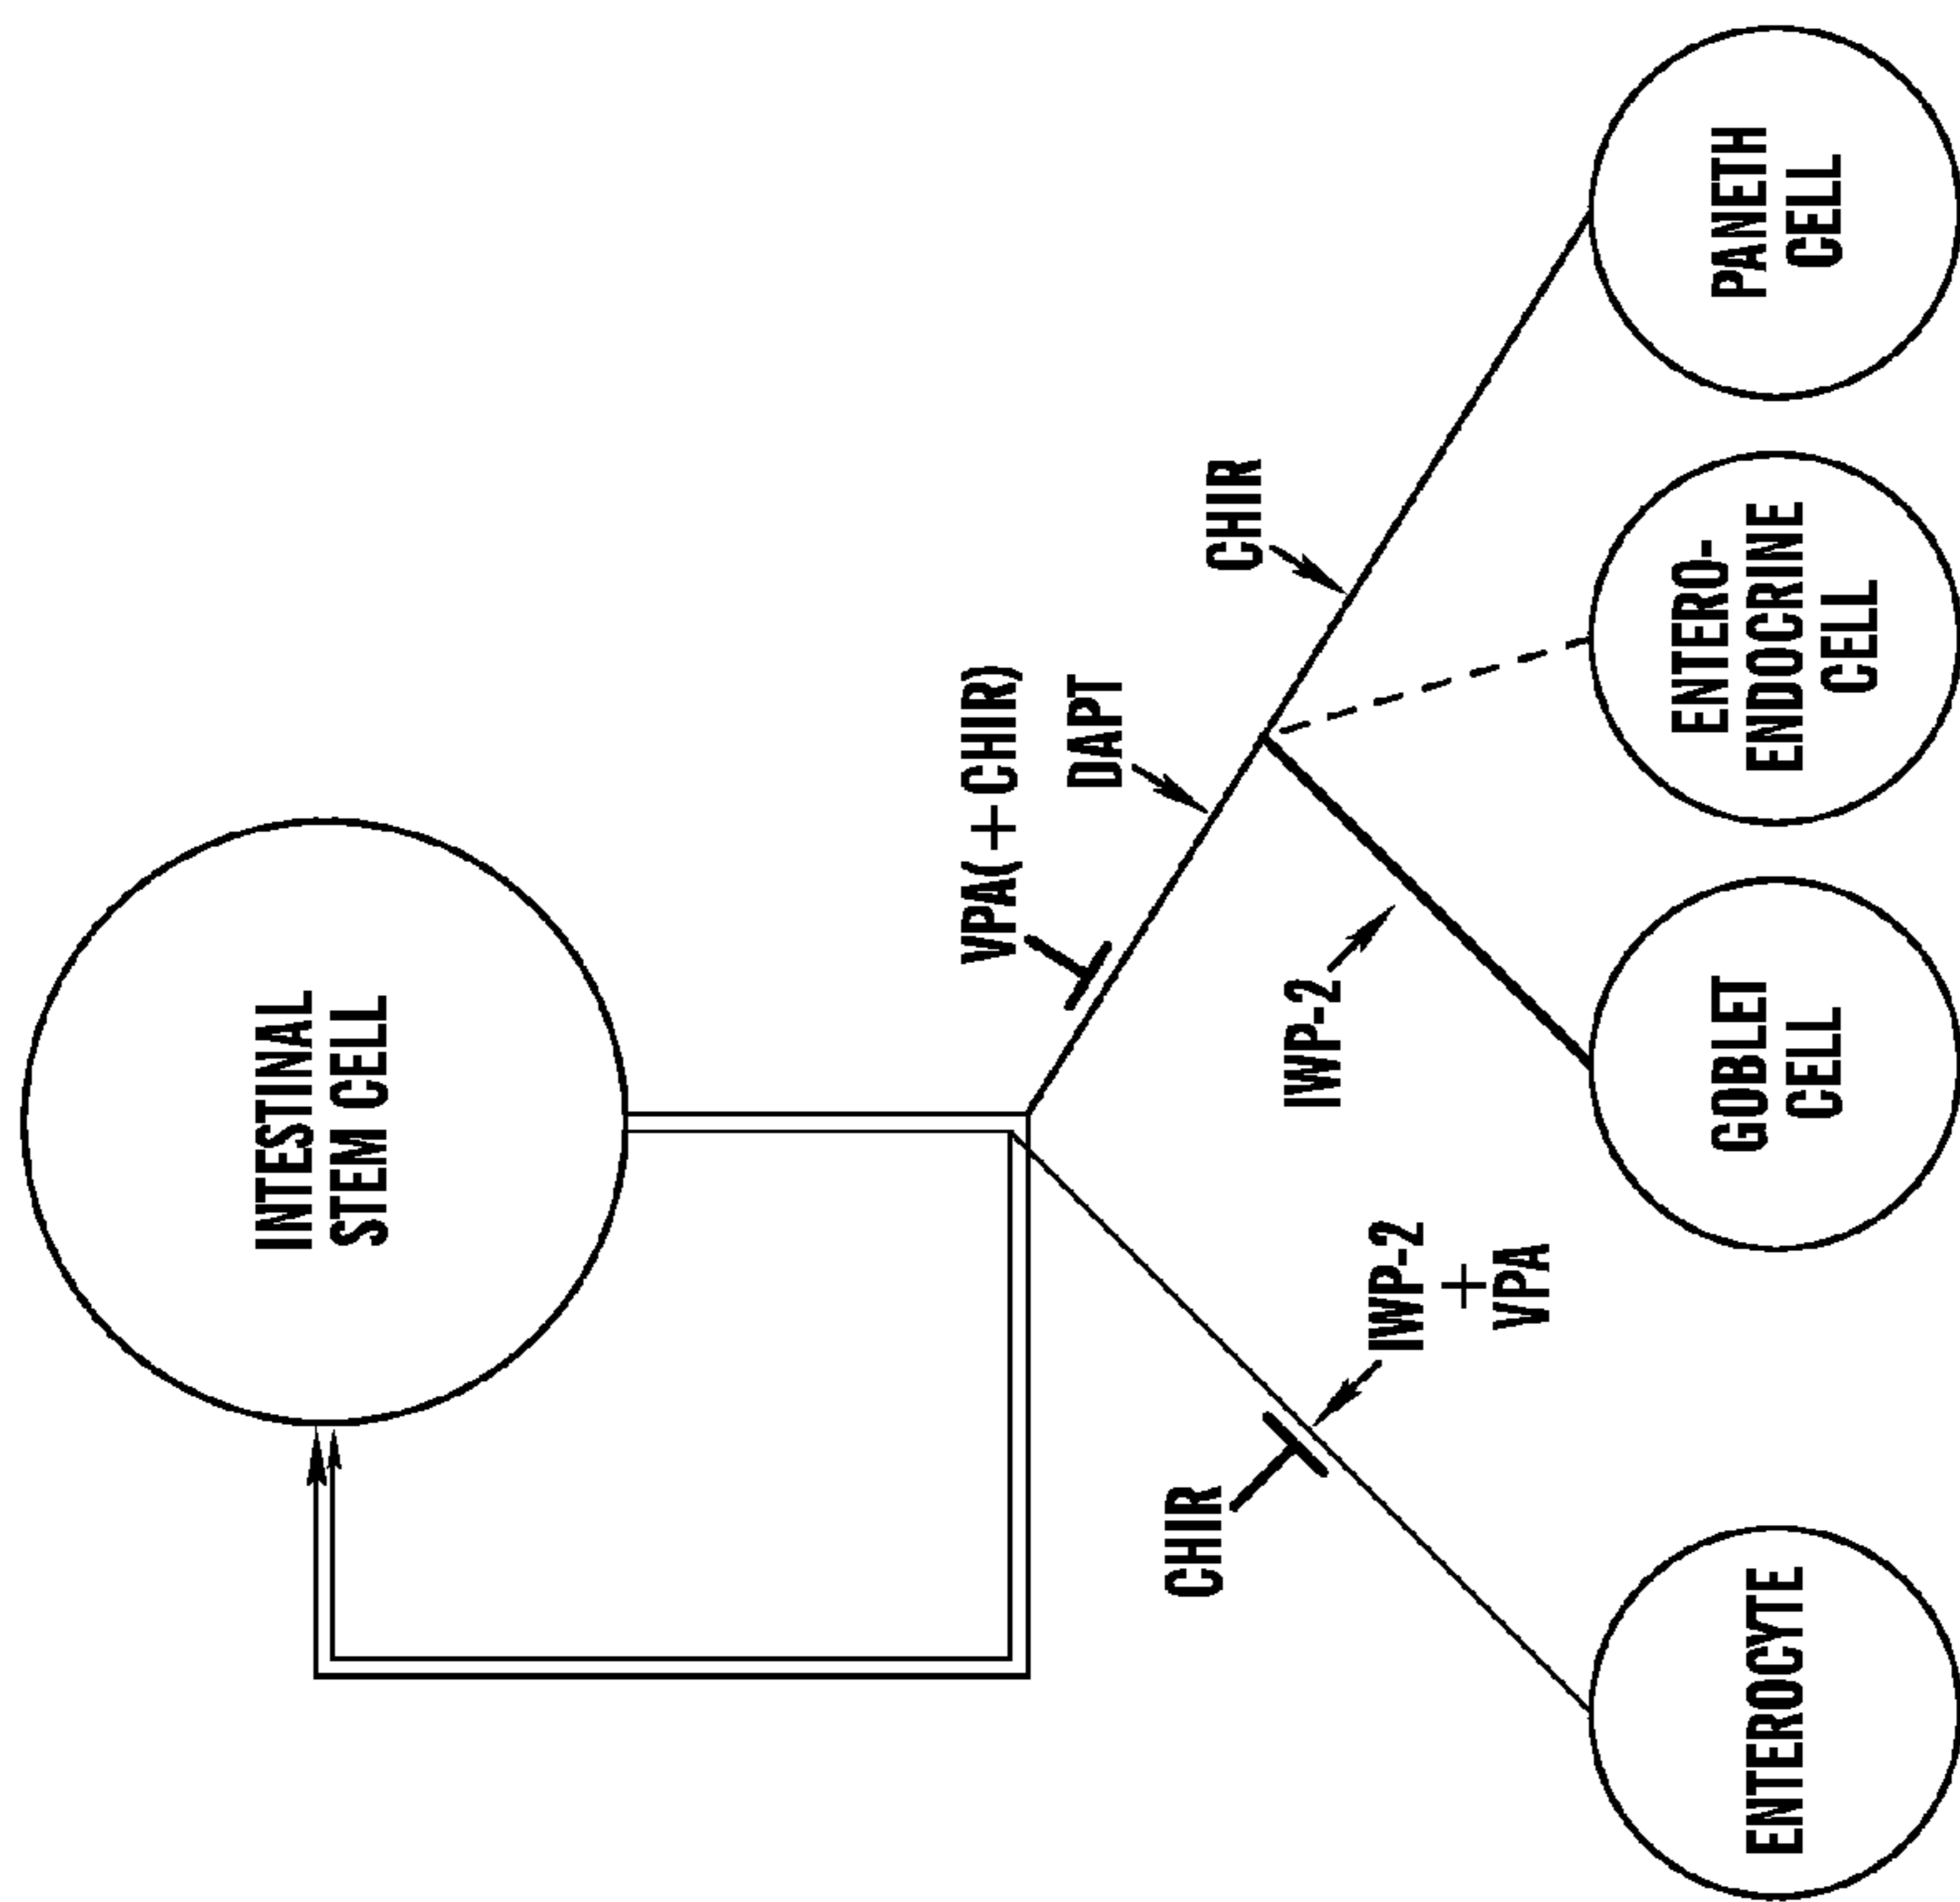 INTESTINAL
STEM CELL
VPA(+CHIR)
DAPT
CHIR
IWP-2
CHIR
IWP-2
+
VPA
ENTEROCYTE
GOBLET
CELL
ENTERO-
ENDOCRINE
CELL
PANETH
CELL